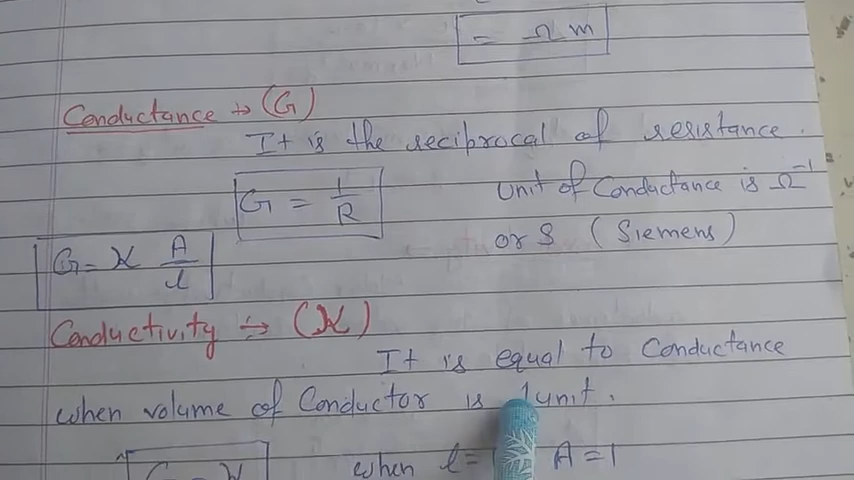 = Ω m
Conductance → (G)
It is the reciprocal of resistance.
G = 1/R
Unit of Conductance is Ω⁻¹
or S (Siemens)
G = K A/l
Conductivity ÷→ (K)
It is equal to Conductance
when volume of Conductor is 1 unit.
when l = 1 A = 1
G = K